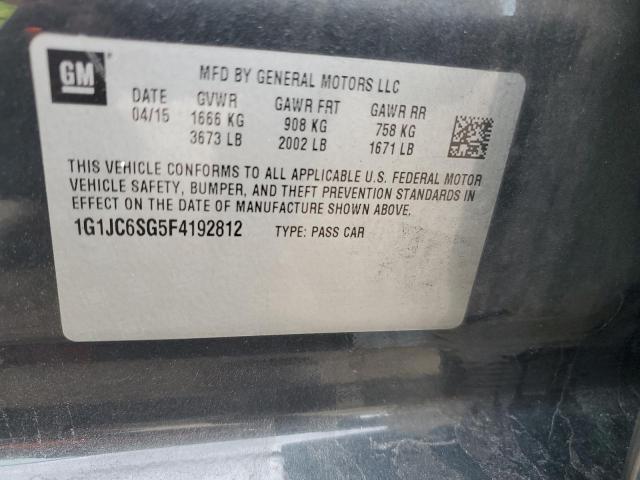 GM
MFD BY GENERAL MOTORS LLC
DATE GVWR GAWR FRT GAWR RR
04/15 1666 KG 908 KG 758 KG
3673 LB 2002 LB 1671 LB
THIS VEHICLE CONFORMS TO ALL APPLICABLE U.S. FEDERAL MOTOR
VEHICLE SAFETY, BUMPER, AND THEFT PREVENTION STANDARDS IN
EFFECT ON THE DATE OF MANUFACTURE SHOWN ABOVE.
1G1JC6SG5F4192812 TYPE: PASS CAR